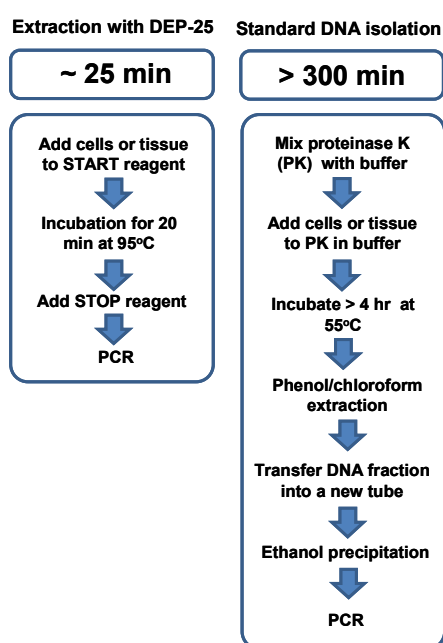 Extraction with DEP-25
~ 25 min
Add cells or tissue
to START reagent
Incubation for 20
min at 95ºC
Add STOP reagent
PCR
Standard DNA isolation
> 300 min
Mix proteinase K
(PK) with buffer
Add cells or tissue
to PK in buffer
Incubate > 4 hr at
55ºC
Phenol/chloroform
extraction
Transfer DNA fraction
into a new tube
Ethanol precipitation
PCR